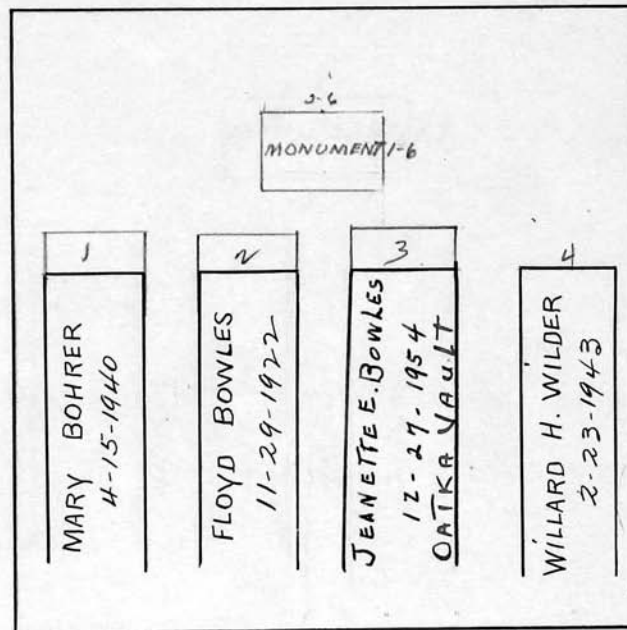 2-6
MONUMENT 1-6
1
2
3
4
MARY BOHRER
4-15-1940
FLOYD BOWLES
11-29-1922
JEANETTE E. BOWLES
12-27-1954
OATKA VAULT
WILLARD H. WILDER
2-23-1943